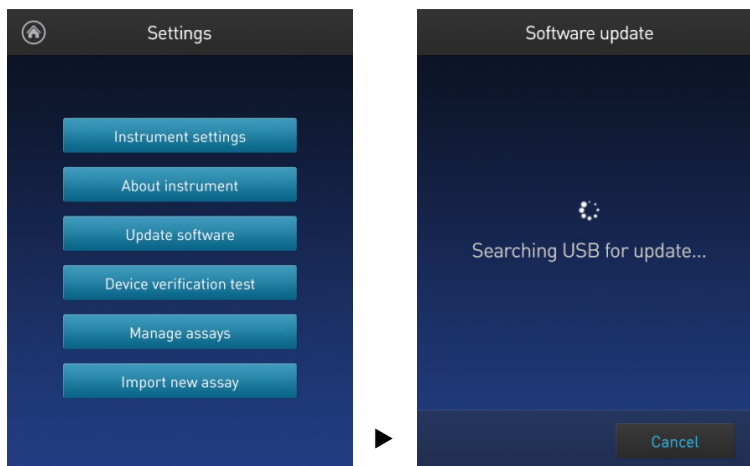 Settings
Instrument settings
About instrument
Update software
Device verification test
Manage assays
Import new assay
Software update
Searching USB for update...
Cancel